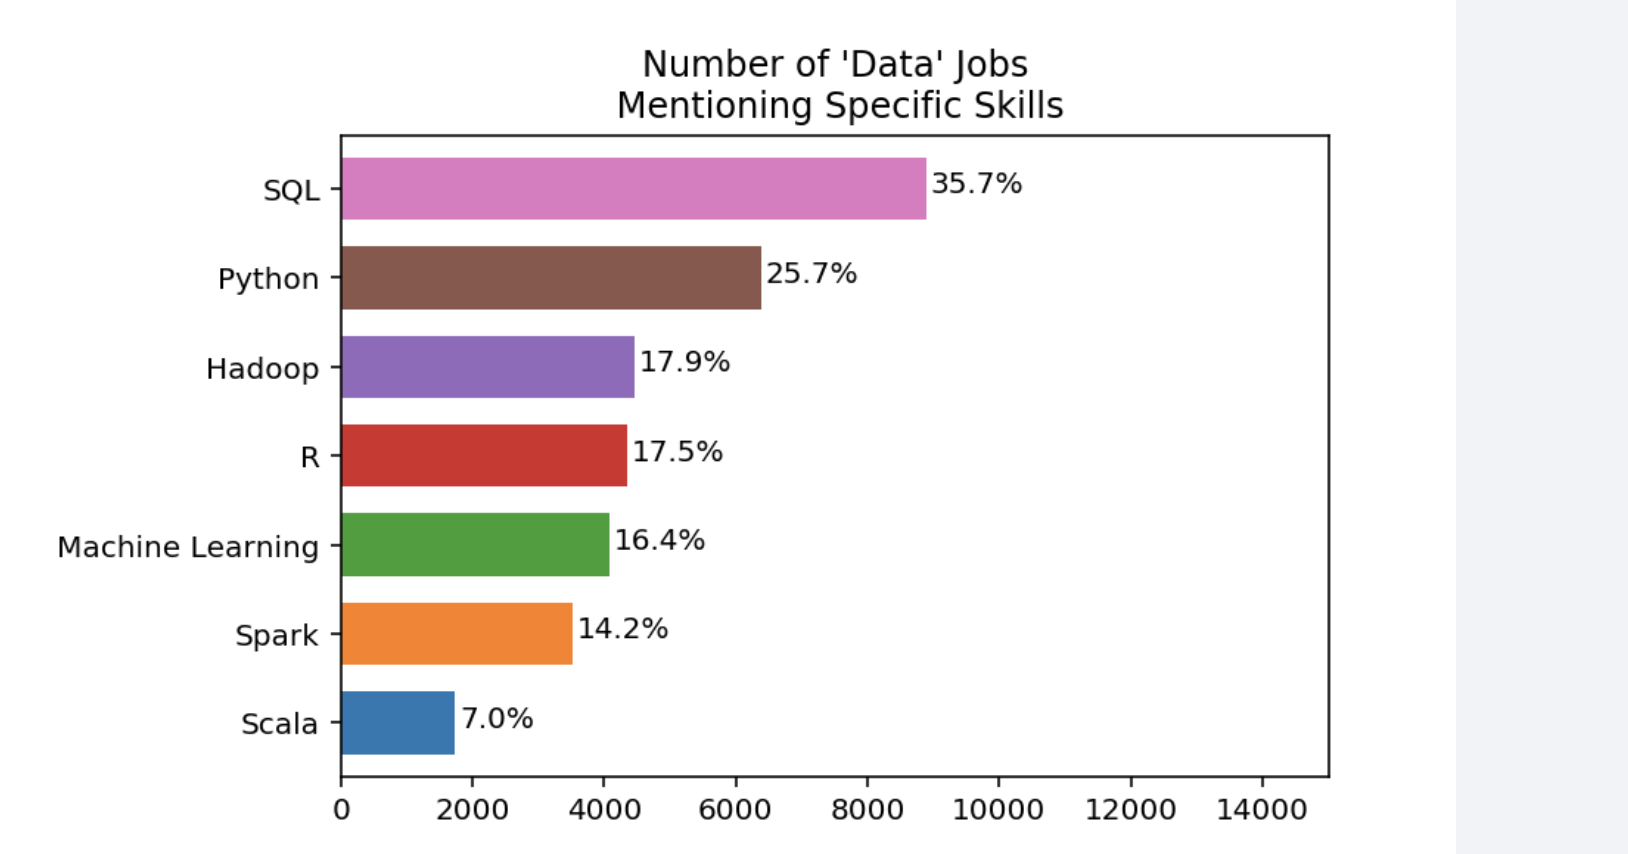 Number of 'Data' Jobs
Mentioning Specific Skills
SQL 35.7%
Python 25.7%
Hadoop 17.9%
R 17.5%
Machine Learning 16.4%
Spark 14.2%
Scala 7.0%
0 2000 4000 6000 8000 10000 12000 14000